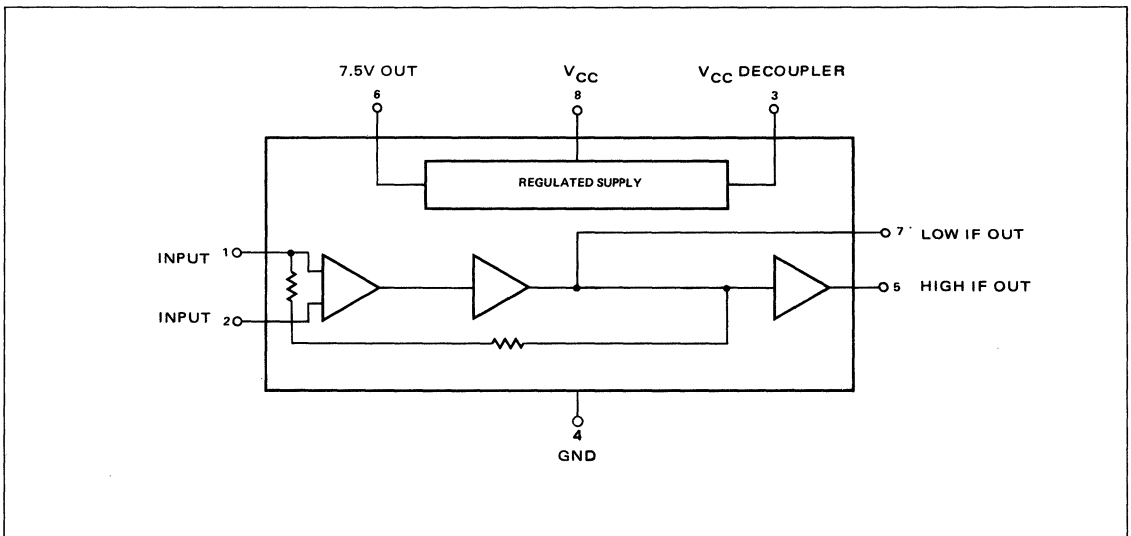 7.5V OUT
6
VCC
8
VCC DECOUPLER
3
REGULATED SUPPLY
INPUT 1
INPUT 2
7 LOW IF OUT
5 HIGH IF OUT
4
GND